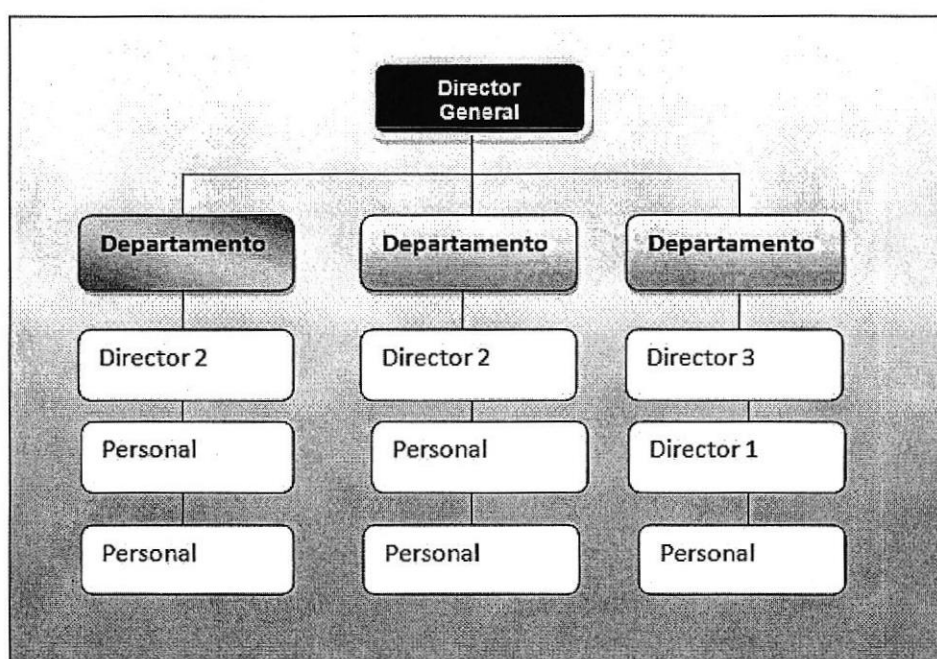 Director
General
Departamento
Departamento
Departamento
Director 2
Director 2
Director 3
Personal
Personal
Director 1
Personal
Personal
Personal